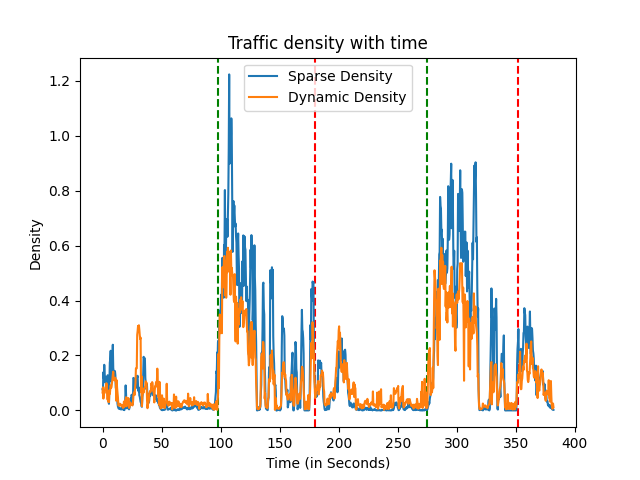 Traffic density with time
Sparse Density
Dynamic Density
Density
1.2
1.0
0.8
0.6
0.4
0.2
0.0
0 50 100 150 200 250 300 350 400
Time (in Seconds)